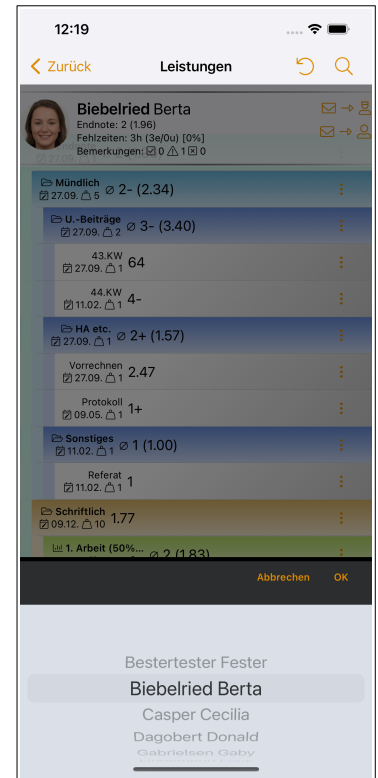 12:19
Zurück
Leistungen
Biebelried Berta
Endnote: 2 (1.96)
Fehlzeiten: 3h (3e/0u) [0%]
Bemerkungen: 0 1 0
Mündlich
27.09. 5 ⌀ 2- (2.34)
U.-Beiträge
27.09. 2 ⌀ 3- (3.40)
43.KW
27.09. 1 64
44.KW
11.02. 1 4-
HA etc.
27.09. 1 ⌀ 2+ (1.57)
Vorrechnen
27.09. 1 2.47
Protokoll
09.05. 1 1+
Sonstiges
11.02. 1 ⌀ 1 (1.00)
Referat
11.02. 1 1
Schriftlich
09.12. 10 1.77
1. Arbeit (50%... ⌀ 2 (1.83)
Abbrechen OK
Bestertester Fester
Biebelried Berta
Casper Cecilia
Dagobert Donald
Gabrielsen Gaby